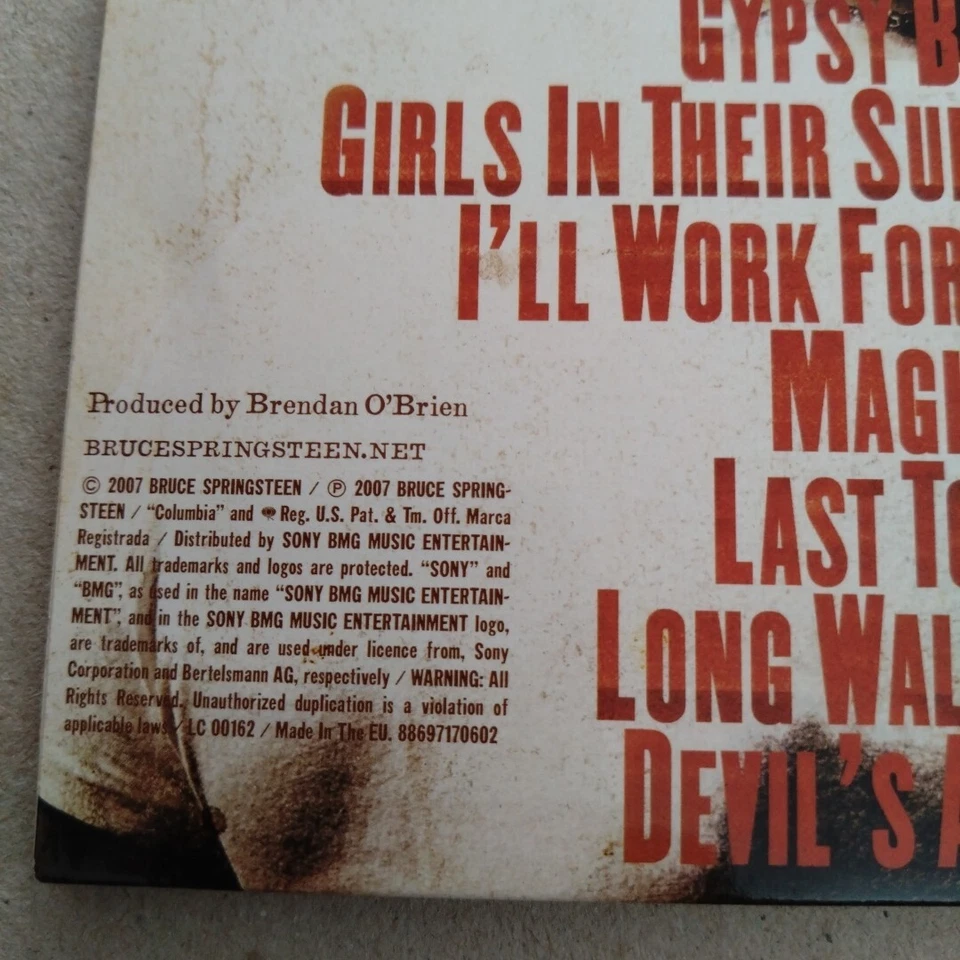 GYPSY B
GIRLS IN THEIR SU
I'LL WORK FOR
MAGI
LAST TO
LONG WAL
DEVIL'S A
Produced by Brendan O'Brien
BRUCESPRINGSTEEN.NET
© 2007 BRUCE SPRINGSTEEN / ℗ 2007 BRUCE SPRING-
STEEN / “Columbia” and Reg. U.S. Pat. & Tm. Off. Marca
Registrada / Distributed by SONY BMG MUSIC ENTERTAIN-
MENT. All trademarks and logos are protected. “SONY” and
“BMG”, as used in the name “SONY BMG MUSIC ENTERTAIN-
MENT”, and in the SONY BMG MUSIC ENTERTAINMENT logo,
are trademarks of, and are used under licence from, Sony
Corporation and Bertelsmann AG, respectively / WARNING: All
Rights Reserved. Unauthorized duplication is a violation of
applicable laws / LC 00162 / Made In The EU. 88697170602